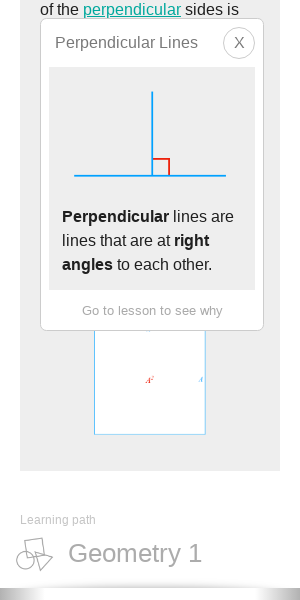 of the perpendicular sides is
Perpendicular Lines
X
Perpendicular lines are
lines that are at right
angles to each other.
Go to lesson to see why
A²
A
Learning path
Geometry 1